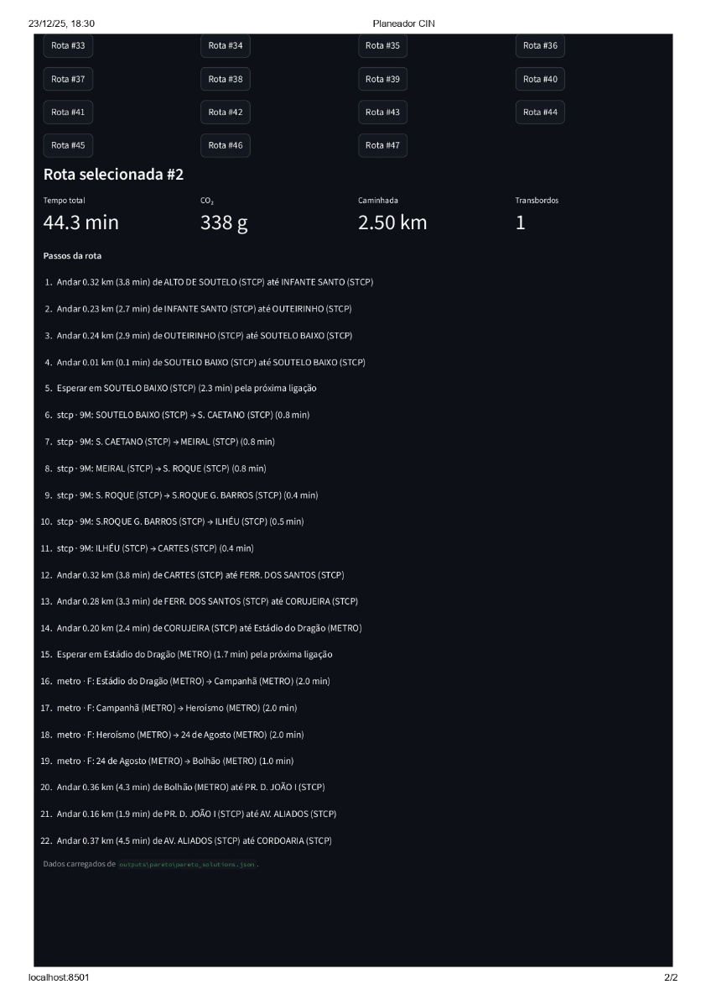 23/12/25, 18:30 Planeador CIN
Rota #33 Rota #34 Rota #35 Rota #36
Rota #37 Rota #38 Rota #39 Rota #40
Rota #41 Rota #42 Rota #43 Rota #44
Rota #45 Rota #46 Rota #47
Rota selecionada #2
Tempo total CO₂ Caminhada Transbordos
44.3 min 338 g 2.50 km 1
Passos da rota
1. Andar 0.32 km (3.8 min) de ALTO DE SOUTELO (STCP) até INFANTE SANTO (STCP)
2. Andar 0.23 km (2.7 min) de INFANTE SANTO (STCP) até OUTEIRINHO (STCP)
3. Andar 0.24 km (2.9 min) de OUTEIRINHO (STCP) até SOUTELO BAIXO (STCP)
4. Andar 0.01 km (0.1 min) de SOUTELO BAIXO (STCP) até SOUTELO BAIXO (STCP)
5. Esperar em SOUTELO BAIXO (STCP) (2.3 min) pela próxima ligação
6. stcp · 9M: SOUTELO BAIXO (STCP) → S. CAETANO (STCP) (0.8 min)
7. stcp · 9M: S. CAETANO (STCP) → MEIRAL (STCP) (0.8 min)
8. stcp · 9M: MEIRAL (STCP) → S. ROQUE (STCP) (0.8 min)
9. stcp · 9M: S. ROQUE (STCP) → S.ROQUE G. BARROS (STCP) (0.4 min)
10. stcp · 9M: S.ROQUE G. BARROS (STCP) → ILHÉU (STCP) (0.5 min)
11. stcp · 9M: ILHÉU (STCP) → CARTES (STCP) (0.4 min)
12. Andar 0.32 km (3.8 min) de CARTES (STCP) até FERR. DOS SANTOS (STCP)
13. Andar 0.28 km (3.3 min) de FERR. DOS SANTOS (STCP) até CORUJEIRA (STCP)
14. Andar 0.20 km (2.4 min) de CORUJEIRA (STCP) até Estádio do Dragão (METRO)
15. Esperar em Estádio do Dragão (METRO) (1.7 min) pela próxima ligação
16. metro · F: Estádio do Dragão (METRO) → Campanhã (METRO) (2.0 min)
17. metro · F: Campanhã (METRO) → Heroísmo (METRO) (2.0 min)
18. metro · F: Heroísmo (METRO) → 24 de Agosto (METRO) (2.0 min)
19. metro · F: 24 de Agosto (METRO) → Bolhão (METRO) (1.0 min)
20. Andar 0.36 km (4.3 min) de Bolhão (METRO) até PR. D. JOÃO I (STCP)
21. Andar 0.16 km (1.9 min) de PR. D. JOÃO I (STCP) até AV. ALIADOS (STCP)
22. Andar 0.37 km (4.5 min) de AV. ALIADOS (STCP) até CORDOARIA (STCP)
Dados carregados de outputs\pareto\pareto_solutions.json .
localhost:8501 2/2